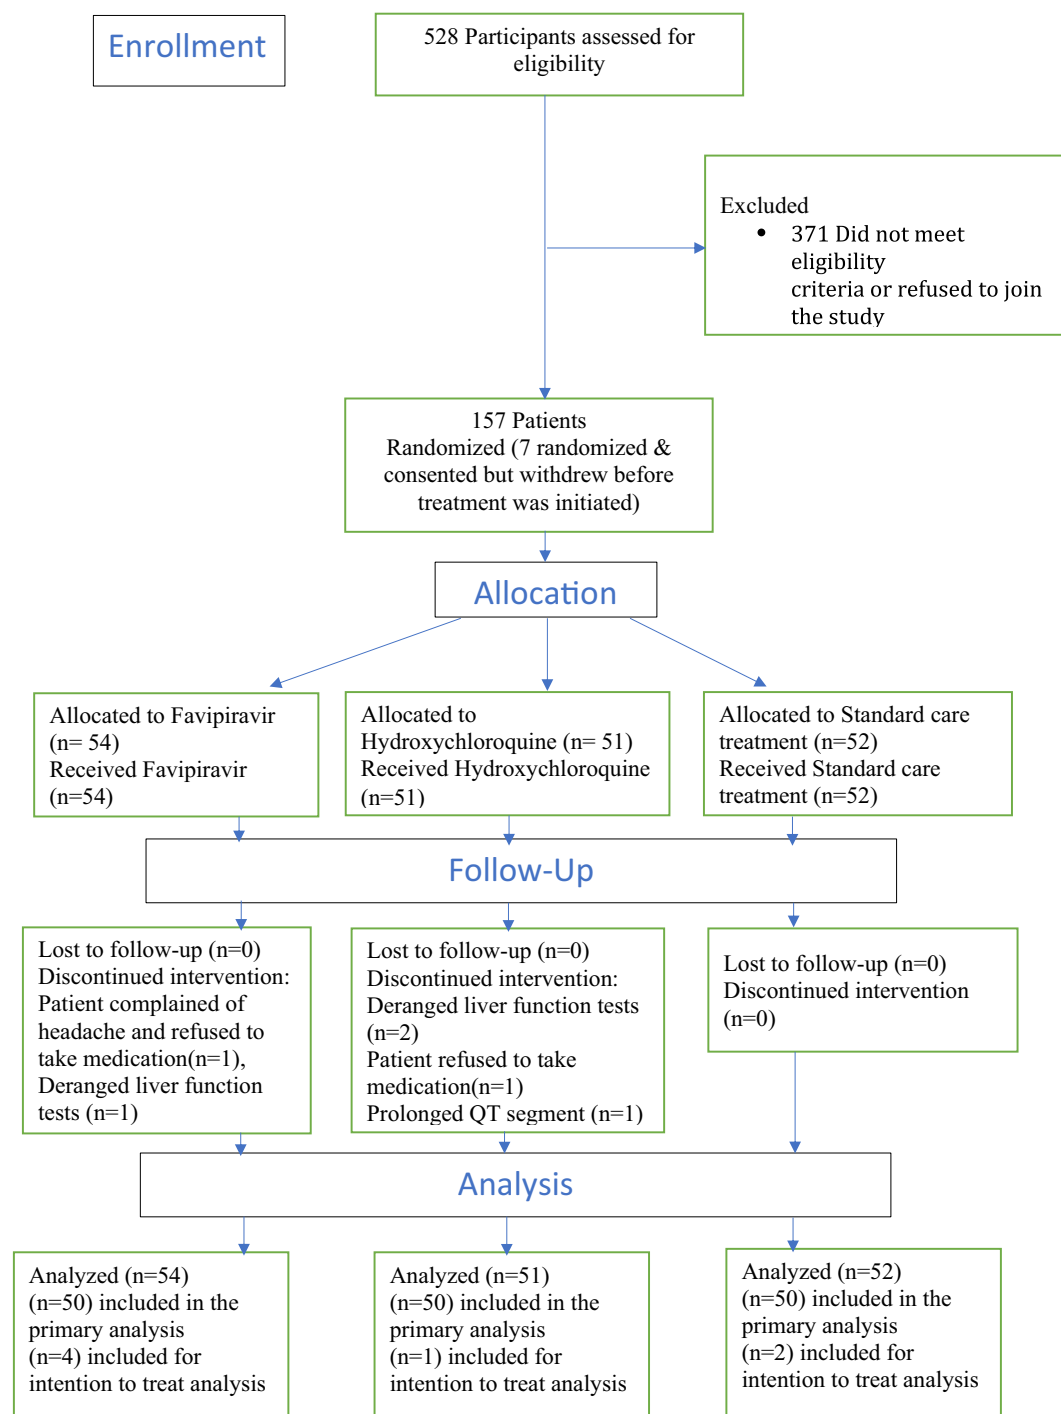 Enrollment
528 Participants assessed for
eligibility
Excluded
• 371 Did not meet
eligibility
criteria or refused to join
the study
157 Patients
Randomized (7 randomized &
consented but withdrew before
treatment was initiated)
Allocation
Allocated to Favipiravir
(n= 54)
Received Favipiravir
(n=54)
Allocated to
Hydroxychloroquine (n= 51)
Received Hydroxychloroquine
(n=51)
Allocated to Standard care
treatment (n=52)
Received Standard care
treatment (n=52)
Follow-Up
Lost to follow-up (n=0)
Discontinued intervention:
Patient complained of
headache and refused to
take medication(n=1),
Deranged liver function
tests (n=1)
Lost to follow-up (n=0)
Discontinued intervention:
Deranged liver function tests
(n=2)
Patient refused to take
medication(n=1)
Prolonged QT segment (n=1)
Lost to follow-up (n=0)
Discontinued intervention
(n=0)
Analysis
Analyzed (n=54)
(n=50) included in the
primary analysis
(n=4) included for
intention to treat analysis
Analyzed (n=51)
(n=50) included in the
primary analysis
(n=1) included for
intention to treat analysis
Analyzed (n=52)
(n=50) included in the
primary analysis
(n=2) included for
intention to treat analysis